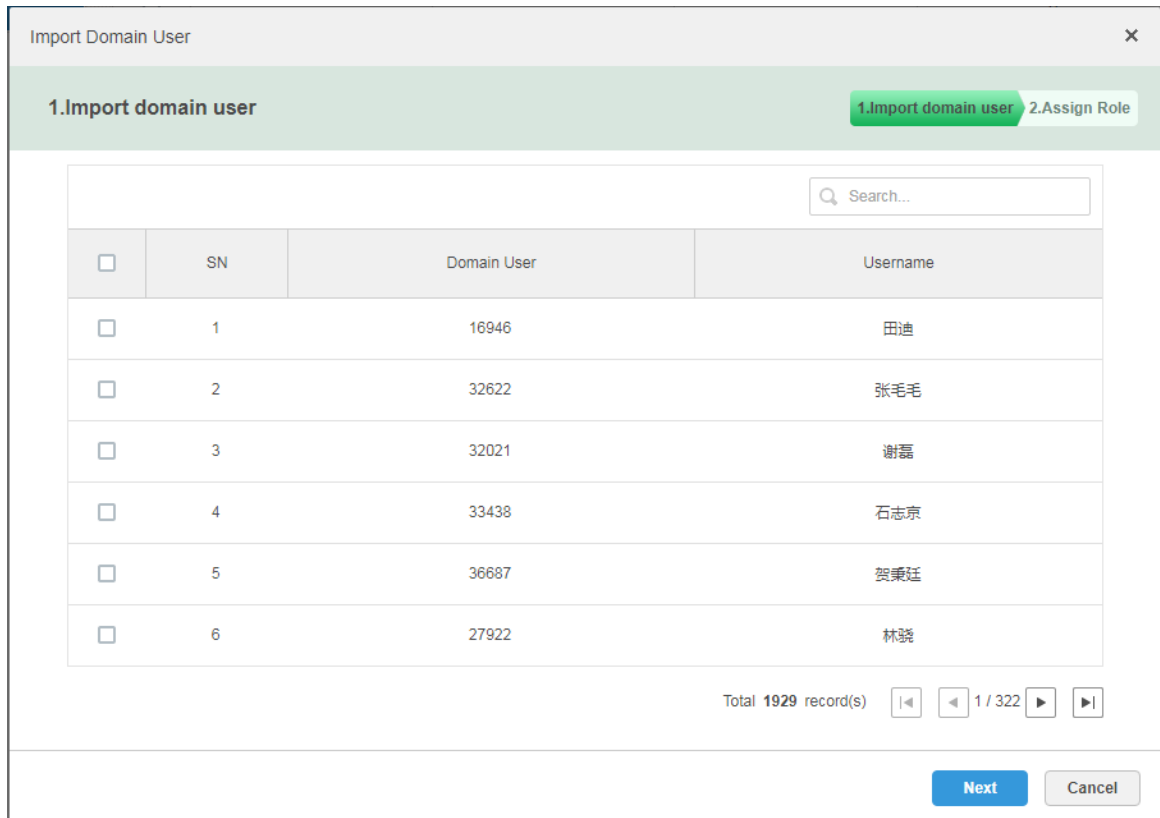 Import Domain User ×
1.Import domain user 1.Import domain user 2.Assign Role
Search...
SN Domain User Username
1 16946 田迪
2 32622 张毛毛
3 32021 谢磊
4 33438 石志京
5 36687 贺秉廷
6 27922 林骁
Total 1929 record(s) 1 / 322
Next Cancel